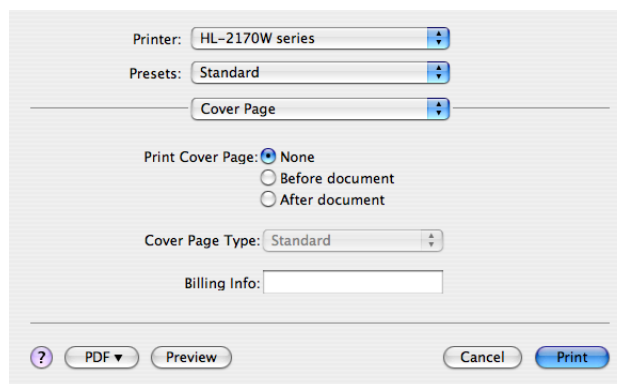 Printer: HL-2170W series
Presets: Standard
Cover Page
Print Cover Page: None
Before document
After document
Cover Page Type: Standard
Billing Info:
? PDF ▼ Preview Cancel Print